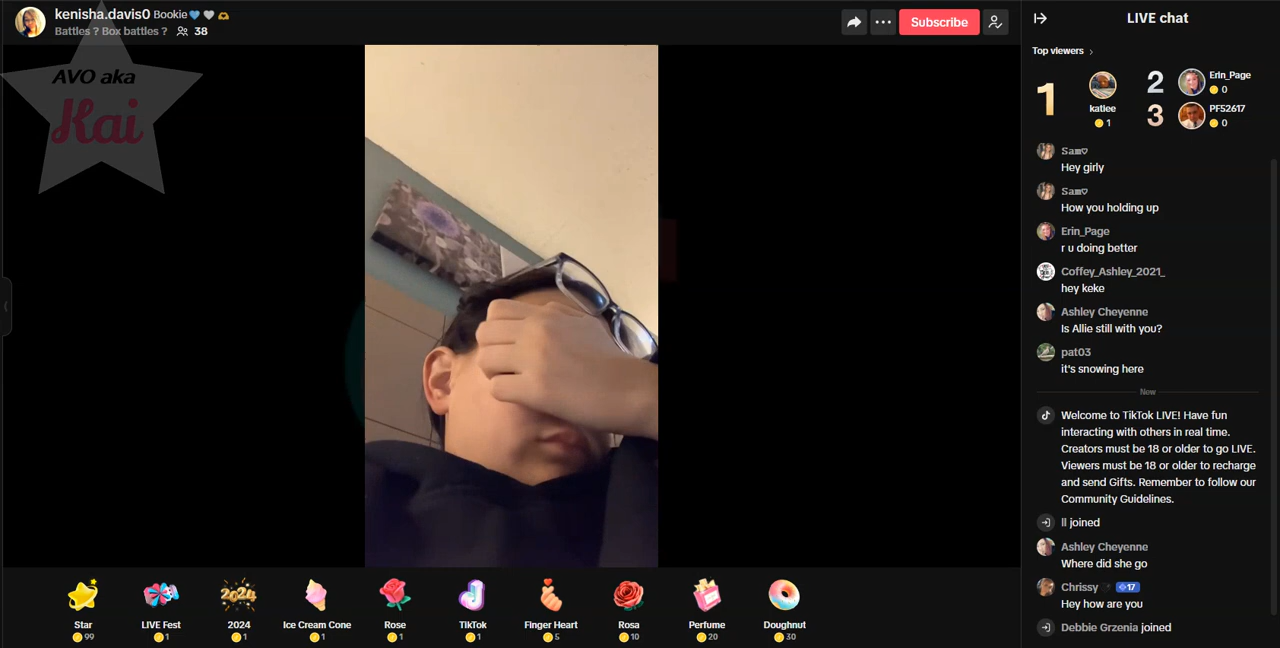 kenisha.davis0 Bookie🩵🤍🫶
Battles ? Box battles ? 38
Subscribe
AVO aka
Kai
LIVE chat
Top viewers
1
katlee
1
2
Erin_Page
0
3
PF52617
0
Sam♡
Hey girly
Sam♡
How you holding up
Erin_Page
r u doing better
Coffey_Ashley_2021_
hey keke
Ashley Cheyenne
Is Allie still with you?
pat03
it's snowing here
New
Welcome to TikTok LIVE! Have fun
interacting with others in real time.
Creators must be 18 or older to go LIVE.
Viewers must be 18 or older to recharge
and send Gifts. Remember to follow our
Community Guidelines.
ll joined
Ashley Cheyenne
Where did she go
Chrissy 17
Hey how are you
Debbie Grzenia joined
2024
Star
99
LIVE Fest
1
2024
1
Ice Cream Cone
1
Rose
1
TikTok
1
Finger Heart
5
Rosa
10
Perfume
20
Doughnut
30